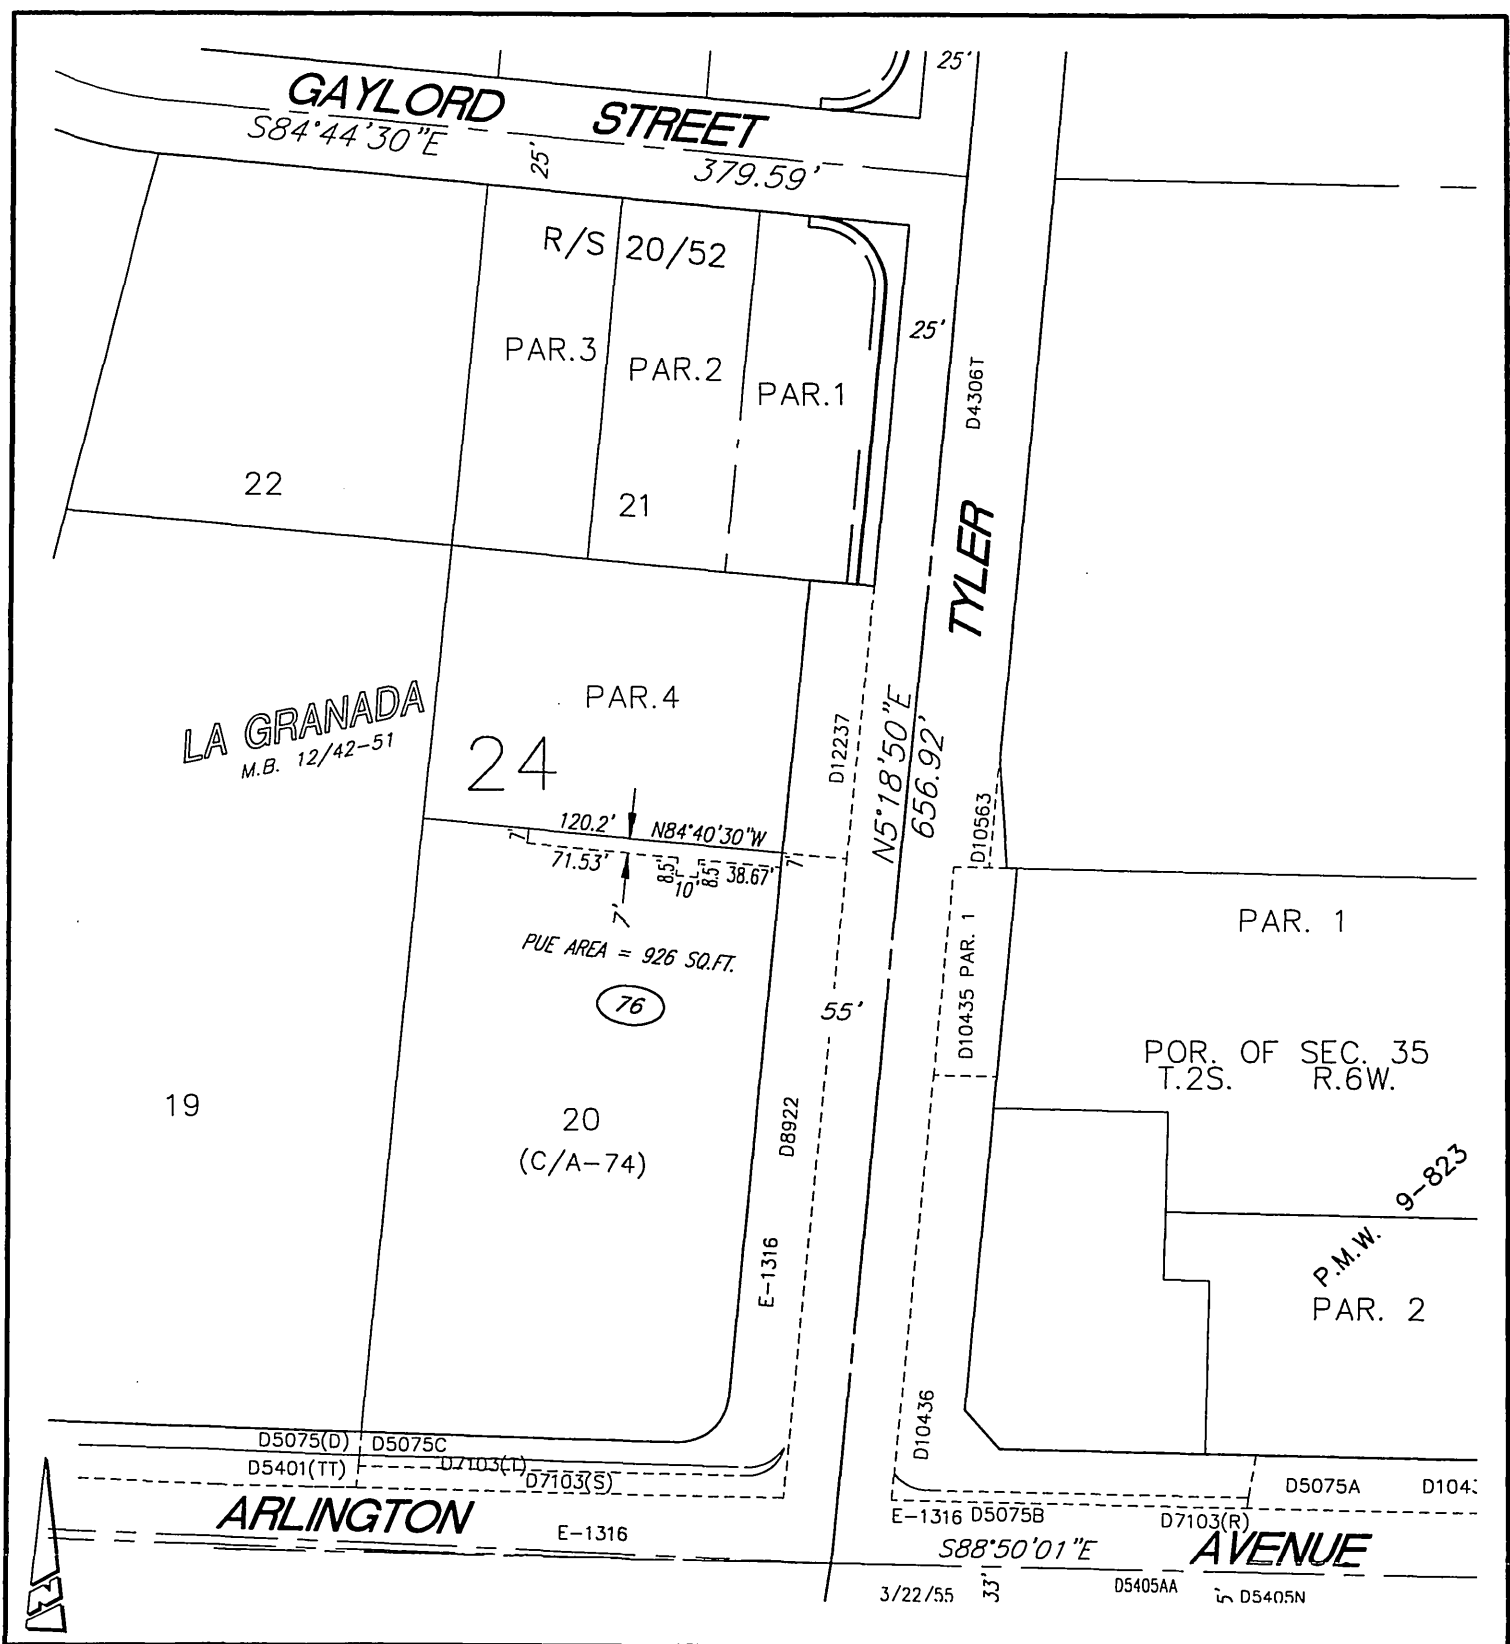 25'
GAYLORD STREET
S84°44'30"E
25'
379.59'
R/S 20/52
25'
PAR.3
PAR.2
PAR.1
D4306T
22
21
TYLER
LA GRANADA
M.B. 12/42-51
PAR.4
24
D12237
N5°18'50"E
656.92'
D10563
120.2'
N84°40'30"W
7'
71.53'
8.5'
10'
8.5'
38.67'
7'
7'
PUE AREA = 926 SQ.FT.
76
55'
D10435 PAR. 1
PAR. 1
POR. OF SEC. 35
T.2S. R.6W.
19
20
(C/A-74)
D8922
E-1316
P.M.W. 9-823
PAR. 2
D10436
D5075(D)
D5075C
D5401(TT)
D7103(T)
D7103(S)
D5075A
D1043
ARLINGTON
E-1316
E-1316 D5075B
D7103(R)
S88°50'01"E
AVENUE
3/22/55
33'
D5405AA
5'
D5405N
N